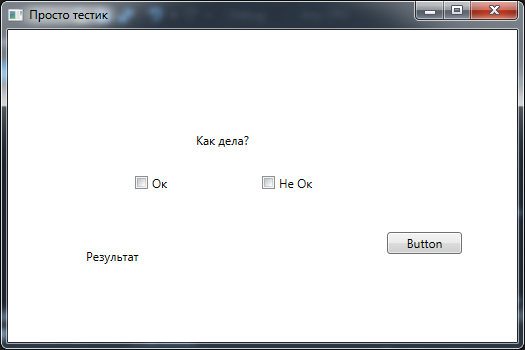 Просто тестик
Как дела?
Ок
Не Ок
Button
Результат